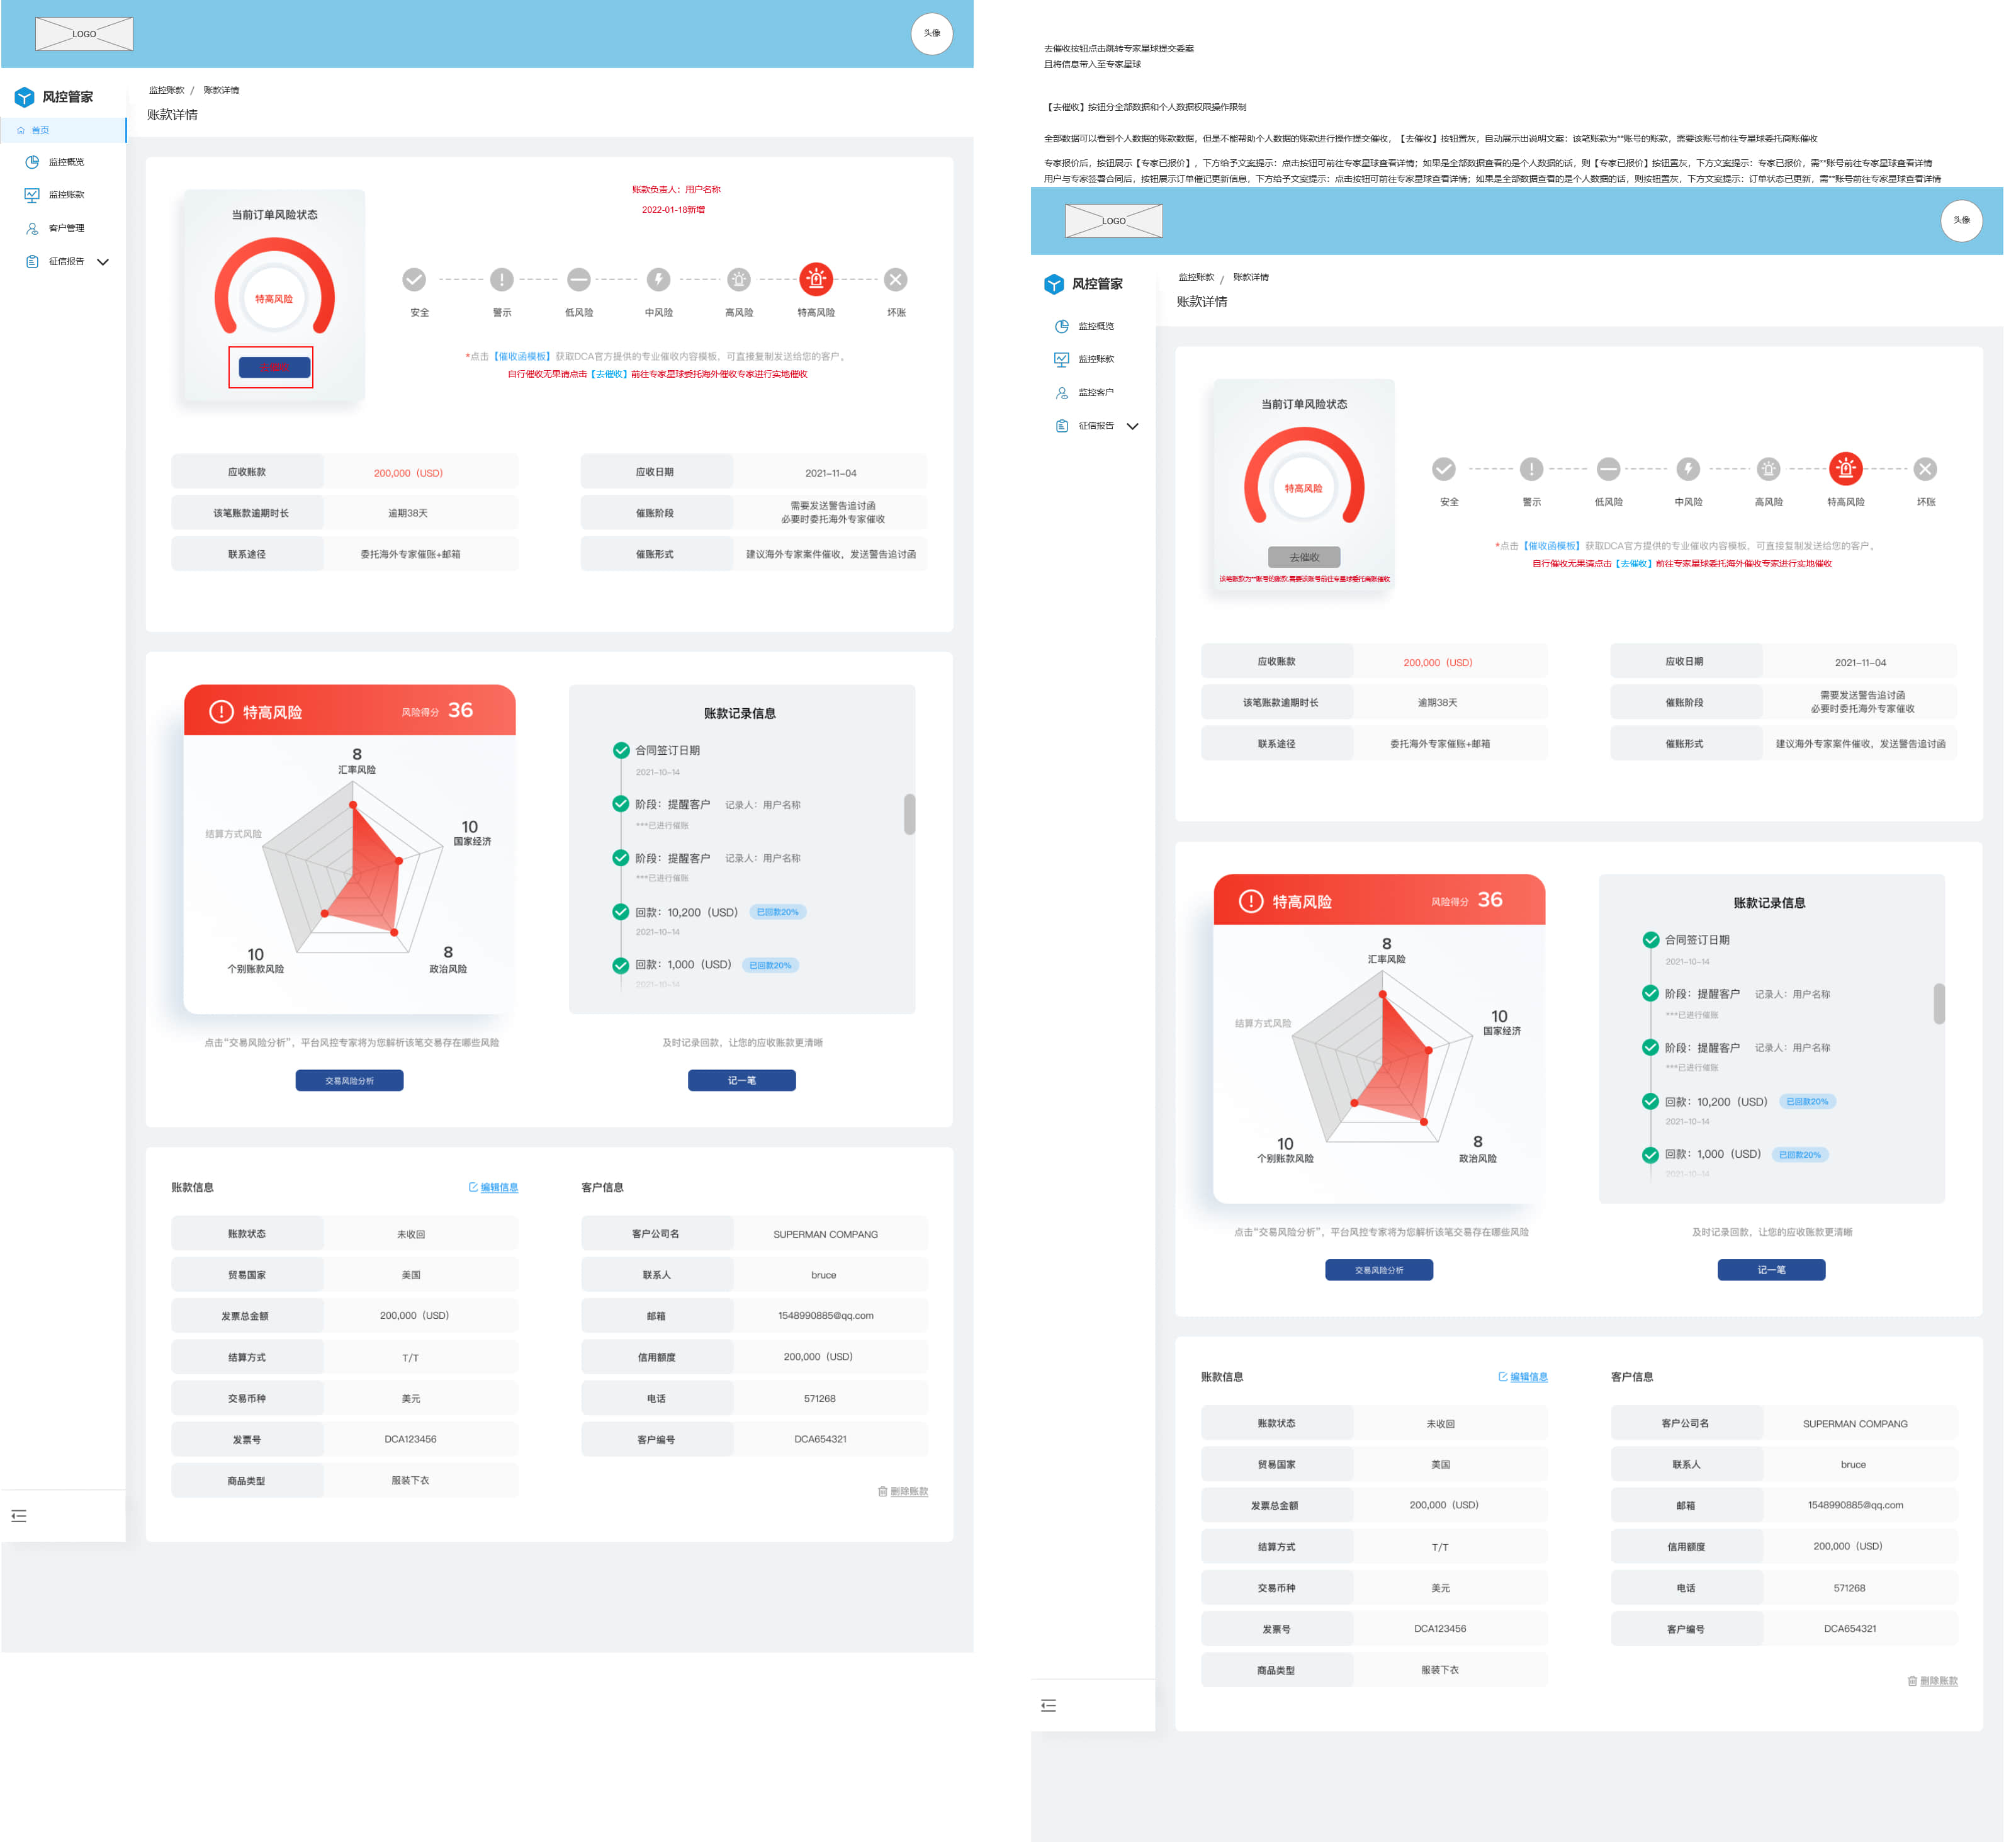 LOGO
头像
风控管家
首页
监控概览
监控账款
客户管理
征信报告
监控账款 / 账款详情
账款详情
当前订单风险状态
特高风险
去催收
账款负责人：用户名称
2022-01-18新增
安全
警示
低风险
中风险
高风险
特高风险
坏账
*点击【催收函模板】获取DCA官方提供的专业催收内容模板，可直接复制发送给您的客户。
自行催收无果请点击【去催收】前往专家星球委托海外催收专家进行实地催收
应收账款 200,000（USD）
应收日期 2021-11-04
该笔账款逾期时长 逾期38天
催账阶段 需要发送警告追讨函
必要时委托海外专家催收
联系途径 委托海外专家催账+邮箱
催账形式 建议海外专家案件催收，发送警告追讨函
特高风险 风险得分 36
8
汇率风险
10
国家经济
结算方式风险
10
个别账款风险
8
政治风险
点击“交易风险分析”，平台风控专家将为您解析该笔交易存在哪些风险
交易风险分析
账款记录信息
合同签订日期
2021-10-14
阶段：提醒客户 记录人：用户名称
***已进行催账
阶段：提醒客户 记录人：用户名称
***已进行催账
回款：10,200（USD） 已回款20%
2021-10-14
回款：1,000（USD） 已回款20%
2021-10-14
及时记录回款，让您的应收账款更清晰
记一笔
账款信息 编辑信息
账款状态 未收回
贸易国家 美国
发票总金额 200,000（USD）
结算方式 T/T
交易币种 美元
发票号 DCA123456
商品类型 服装下衣
客户信息
客户公司名 SUPERMAN COMPANG
联系人 bruce
邮箱 1548990885@qq.com
信用额度 200,000（USD）
电话 571268
客户编号 DCA654321
删除账款
去催收按钮点击跳转专家星球提交委案
且将信息带入至专家星球
【去催收】按钮分全部数据和个人数据权限操作限制
全部数据可以看到个人数据的账款数据，但是不能帮助个人数据的账款进行操作提交催收，【去催收】按钮置灰，自动展示出说明文案：该笔账款为**账号的账款，需要该账号前往专星球委托商账催收
专家报价后，按钮展示【专家已报价】，下方给予文案提示：点击按钮可前往专家星球查看详情；如果是全部数据查看的是个人数据的话，则【专家已报价】按钮置灰，下方文案提示：专家已报价，需**账号前往专家星球查看详情
用户与专家签署合同后，按钮展示订单催记更新信息，下方给予文案提示：点击按钮可前往专家星球查看详情；如果是全部数据查看的是个人数据的话，则按钮置灰，下方文案提示：订单状态已更新，需**账号前往专家星球查看详情
LOGO
头像
风控管家
监控概览
监控账款
监控客户
征信报告
监控账款 / 账款详情
账款详情
当前订单风险状态
特高风险
去催收
该笔账款为**账号的账款,需要该账号前往专星球委托商账催收
安全
警示
低风险
中风险
高风险
特高风险
坏账
*点击【催收函模板】获取DCA官方提供的专业催收内容模板，可直接复制发送给您的客户。
自行催收无果请点击【去催收】前往专家星球委托海外催收专家进行实地催收
应收账款 200,000（USD）
应收日期 2021-11-04
该笔账款逾期时长 逾期38天
催账阶段 需要发送警告追讨函
必要时委托海外专家催收
联系途径 委托海外专家催账+邮箱
催账形式 建议海外专家案件催收，发送警告追讨函
特高风险 风险得分 36
8
汇率风险
10
国家经济
结算方式风险
10
个别账款风险
8
政治风险
点击“交易风险分析”，平台风控专家将为您解析该笔交易存在哪些风险
交易风险分析
账款记录信息
合同签订日期
2021-10-14
阶段：提醒客户 记录人：用户名称
***已进行催账
阶段：提醒客户 记录人：用户名称
***已进行催账
回款：10,200（USD） 已回款20%
2021-10-14
回款：1,000（USD） 已回款20%
2021-10-14
及时记录回款，让您的应收账款更清晰
记一笔
账款信息 编辑信息
账款状态 未收回
贸易国家 美国
发票总金额 200,000（USD）
结算方式 T/T
交易币种 美元
发票号 DCA123456
商品类型 服装下衣
客户信息
客户公司名 SUPERMAN COMPANG
联系人 bruce
邮箱 1548990885@qq.com
信用额度 200,000（USD）
电话 571268
客户编号 DCA654321
删除账款